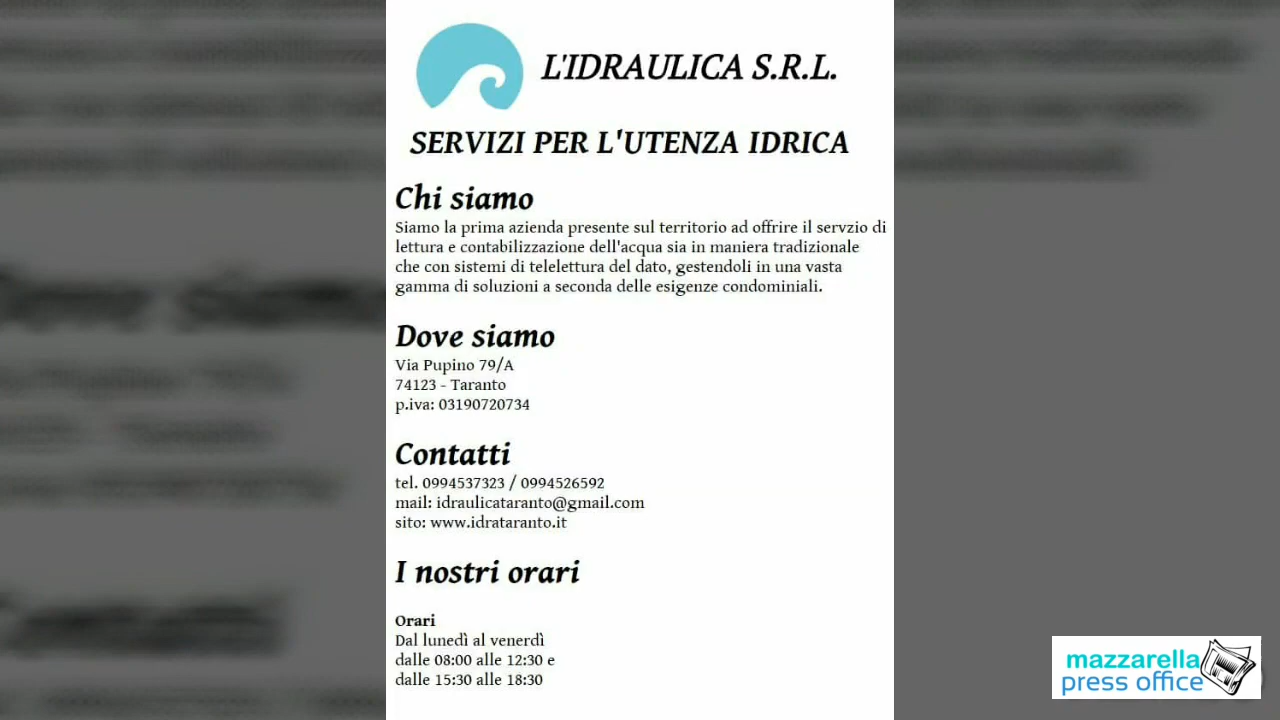 L'IDRAULICA S.R.L.
SERVIZI PER L'UTENZA IDRICA
Chi siamo
Siamo la prima azienda presente sul territorio ad offrire il servzio di
lettura e contabilizzazione dell'acqua sia in maniera tradizionale
che con sistemi di telelettura del dato, gestendoli in una vasta
gamma di soluzioni a seconda delle esigenze condominiali.
Dove siamo
Via Pupino 79/A
74123 - Taranto
p.iva: 03190720734
Contatti
tel. 0994537323 / 0994526592
mail: idraulicataranto@gmail.com
sito: www.idrataranto.it
I nostri orari
Orari
Dal lunedì al venerdì
dalle 08:00 alle 12:30 e
dalle 15:30 alle 18:30
mazzarella
press office